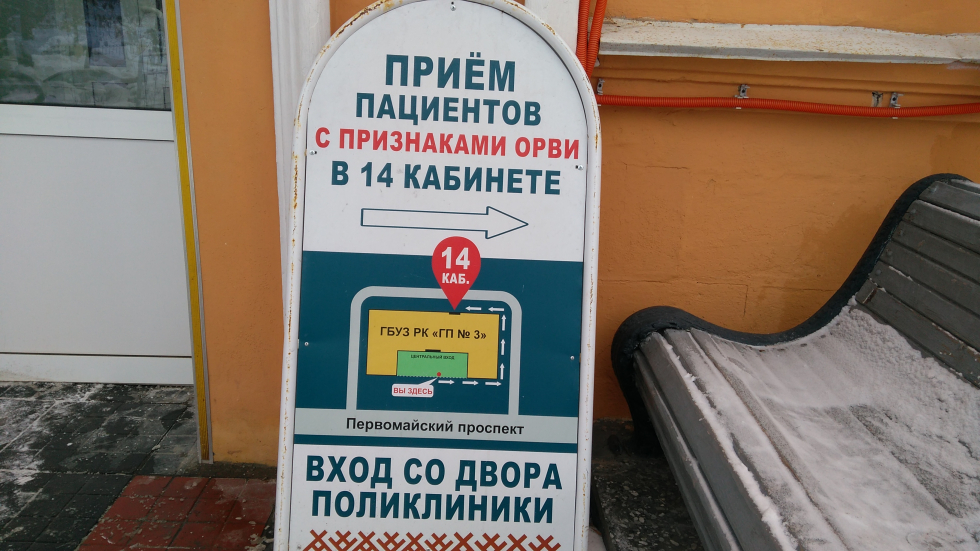 ПРИЁМ
ПАЦИЕНТОВ
С ПРИЗНАКАМИ ОРВИ
В 14 КАБИНЕТЕ
14
КАБ.
ГБУЗ РК «ГП № 3»
ЦЕНТРАЛЬНЫЙ ВХОД
ВЫ ЗДЕСЬ
Первомайский проспект
ВХОД СО ДВОРА
ПОЛИКЛИНИКИ